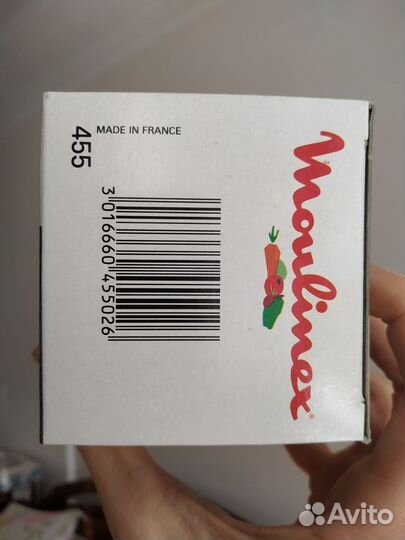 Moulinex®
MADE IN FRANCE
455
3 016660 455026
Avito